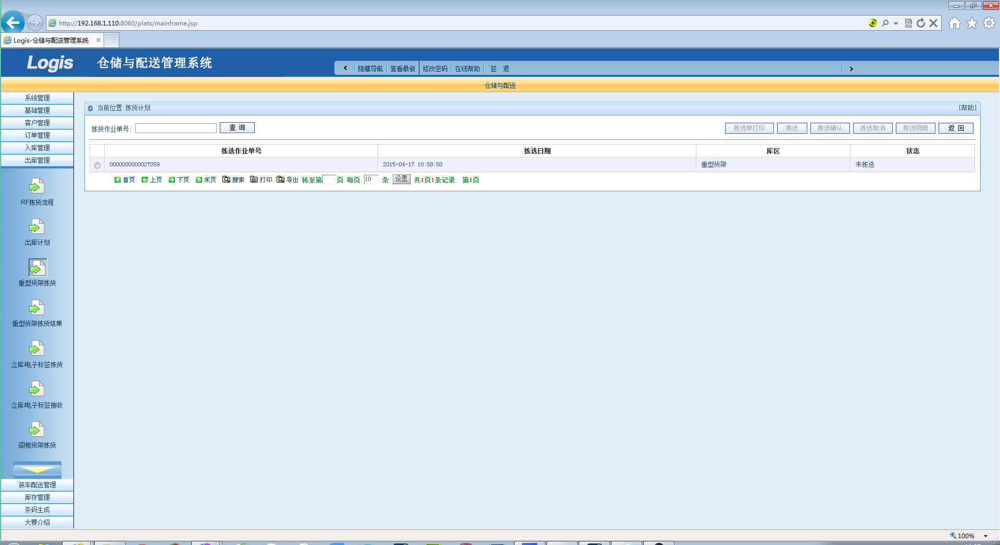 http://192.168.1.110:8060/plats/mainframe.jsp
Logis-仓储与配送管理系统
Logis 仓储与配送管理系统
隐藏导航 查看最新 修改密码 在线帮助 签 退
仓储与配送
系统管理
基础管理
客户管理
订单管理
入库管理
出库管理
RF拣货流程
出库计划
重型货架拣货
重型货架拣货结果
立库/电子标签拣货
立库/电子标签接收
阁楼货架拣货
装车配送管理
库存管理
条码生成
大赛介绍
当前位置:拣货计划 [帮助]
拣货作业单号: 查 询 拣选单打印 拣选 拣选确认 拣选取消 拣选明细 返 回
拣选作业单号 拣选日期 库区 状态
0000000000027059 2015-04-17 10:58:50 重型货架 未拣选
首页 上页 下页 末页 搜索 打印 导出 转至第 页 每页 10 条 设置 共1页1条记录 第1页
100%